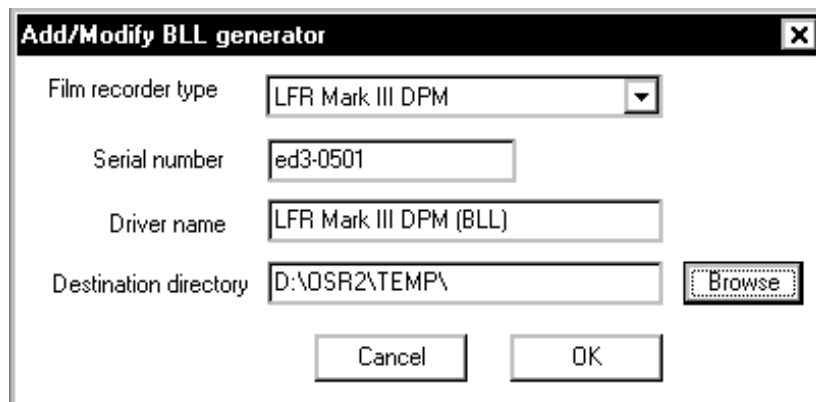 Add/Modify BLL generator
Film recorder type LFR Mark III DPM
Serial number ed3-0501
Driver name LFR Mark III DPM (BLL)
Destination directory D:\OSR2\TEMP\ Browse
Cancel OK